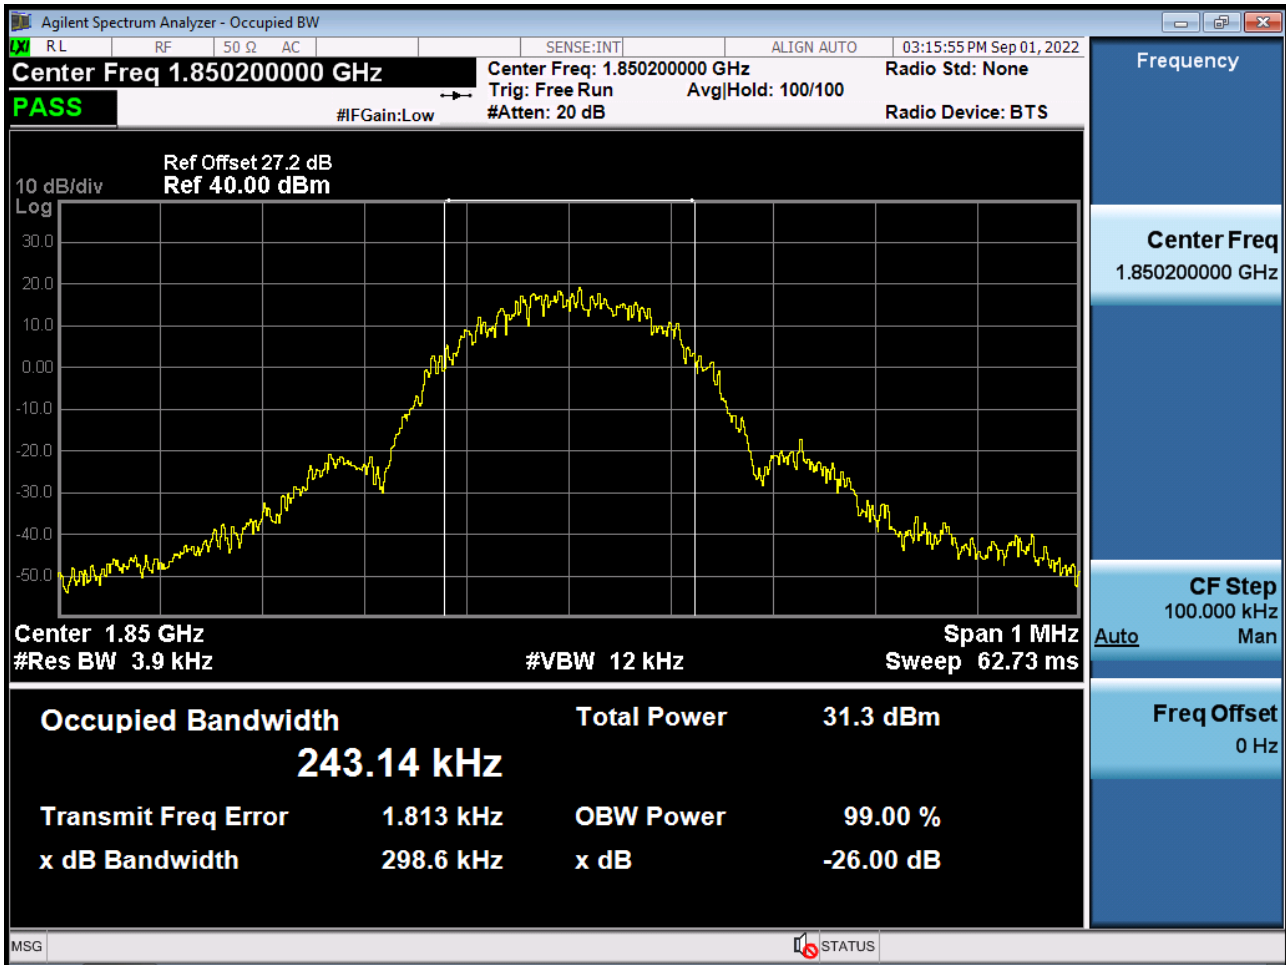 Agilent Spectrum Analyzer - Occupied BW
LXI RL RF 50 Ω AC SENSE:INT ALIGN AUTO 03:15:55 PM Sep 01, 2022
Center Freq 1.850200000 GHz
PASS
#IFGain:Low
Center Freq: 1.850200000 GHz
Trig: Free Run Avg|Hold: 100/100
#Atten: 20 dB
Radio Std: None
Radio Device: BTS
Ref Offset 27.2 dB
10 dB/div Ref 40.00 dBm
Log
30.0
20.0
10.0
0.00
-10.0
-20.0
-30.0
-40.0
-50.0
Center 1.85 GHz Span 1 MHz
#Res BW 3.9 kHz #VBW 12 kHz Sweep 62.73 ms
Occupied Bandwidth Total Power 31.3 dBm
243.14 kHz
Transmit Freq Error 1.813 kHz OBW Power 99.00 %
x dB Bandwidth 298.6 kHz x dB -26.00 dB
MSG STATUS
Frequency
Center Freq
1.850200000 GHz
CF Step
100.000 kHz
Auto Man
Freq Offset
0 Hz